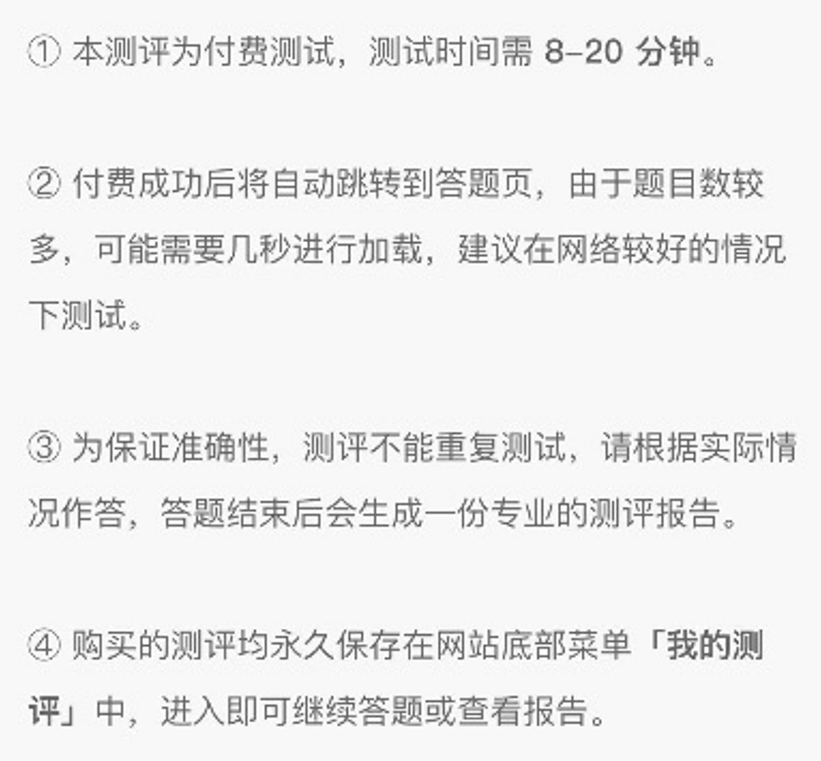 ① 本测评为付费测试，测试时间需 8–20 分钟。
② 付费成功后将自动跳转到答题页，由于题目数较
多，可能需要几秒进行加载，建议在网络较好的情况
下测试。
③ 为保证准确性，测评不能重复测试，请根据实际情
况作答，答题结束后会生成一份专业的测评报告。
④ 购买的测评均永久保存在网站底部菜单「我的测
评」中，进入即可继续答题或查看报告。